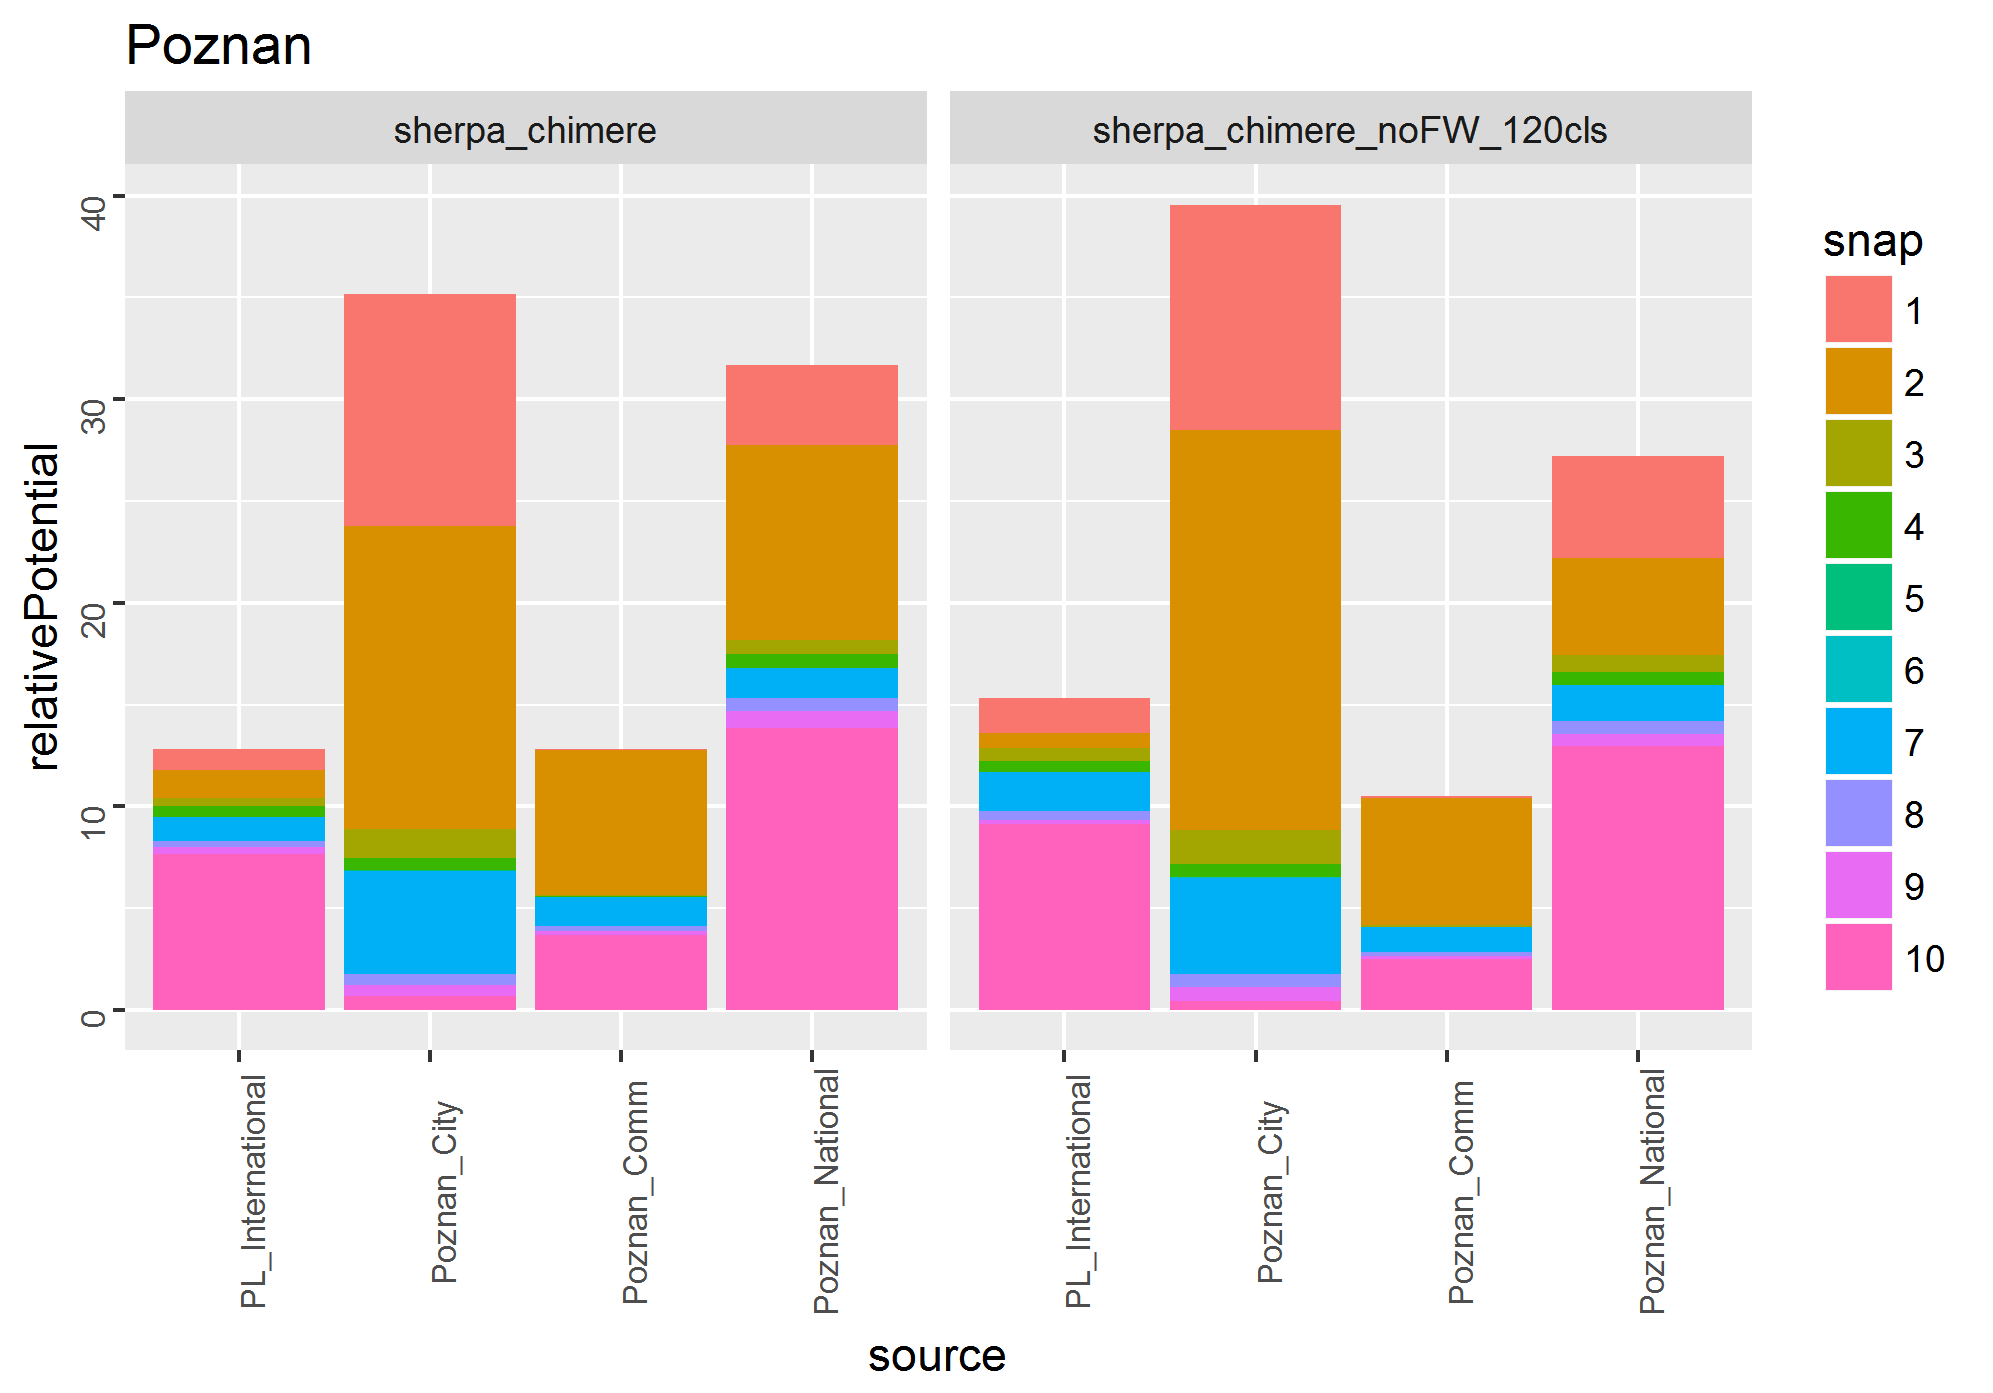 Poznan
sherpa_chimere
sherpa_chimere_noFW_120cls
relativePotential
40
30
20
10
0
PL_International
Poznan_City
Poznan_Comm
Poznan_National
PL_International
Poznan_City
Poznan_Comm
Poznan_National
source
snap
1
2
3
4
5
6
7
8
9
10